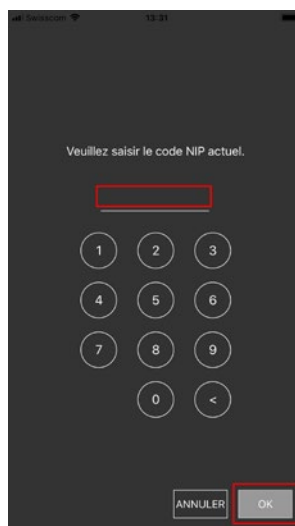 Swisscom 13:31
Veuillez saisir le code NIP actuel.
1 2 3
4 5 6
7 8 9
0 <
ANNULER OK